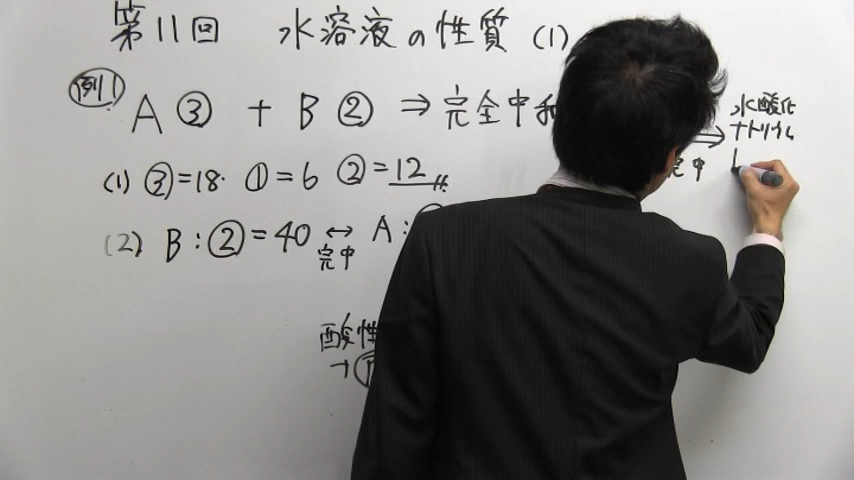 第11回 水溶液の性質 (1)
例1
A ③ + B ② ⇒ 完全中和
(1) ③=18 ①=6 ②=12
(2) B:②=40 ↔ A:
完中
⇒
完中
水酸化
ナトリウム
酸性
+